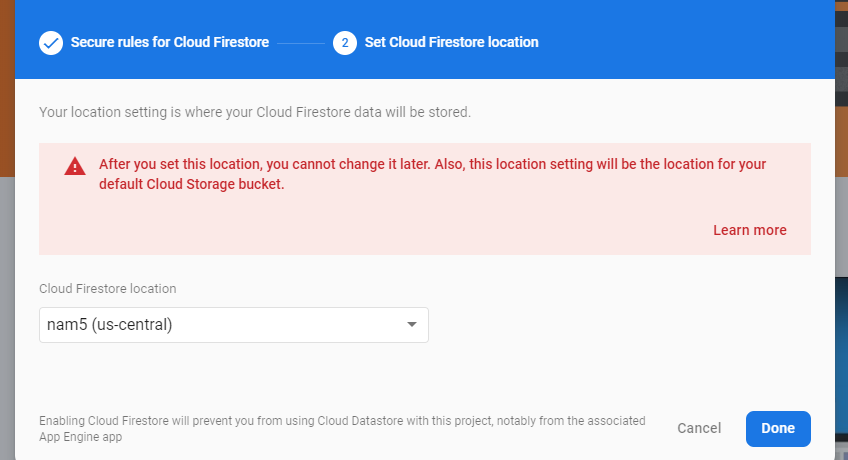 Secure rules for Cloud Firestore
2 Set Cloud Firestore location
Your location setting is where your Cloud Firestore data will be stored.
After you set this location, you cannot change it later. Also, this location setting will be the location for your
default Cloud Storage bucket.
Learn more
Cloud Firestore location
nam5 (us-central)
Enabling Cloud Firestore will prevent you from using Cloud Datastore with this project, notably from the associated
App Engine app
Cancel
Done